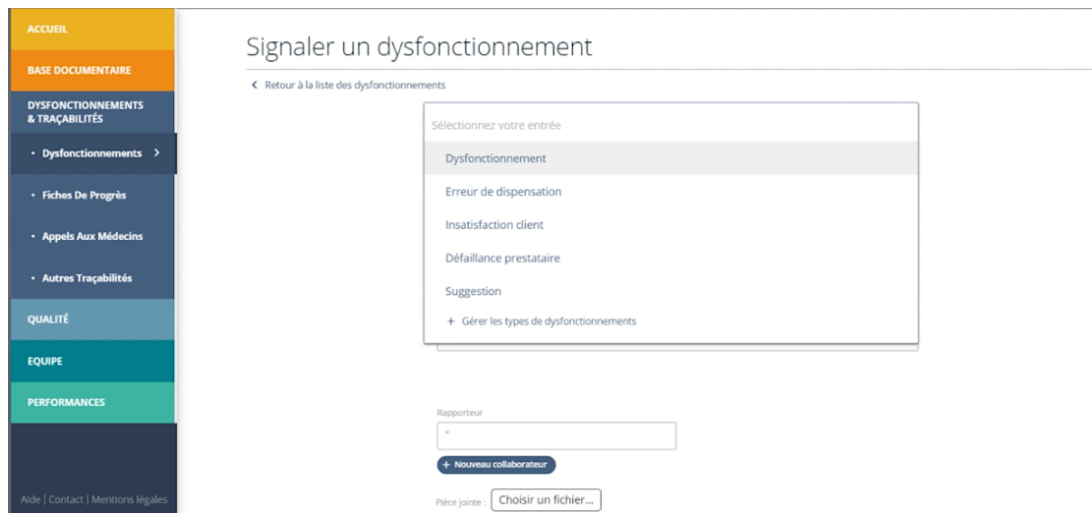 ACCUEIL
BASE DOCUMENTAIRE
DYSFONCTIONNEMENTS
& TRAÇABILITÉS
• Dysfonctionnements >
• Fiches De Progrès
• Appels Aux Médecins
• Autres Traçabilités
QUALITÉ
EQUIPE
PERFORMANCES
Aide | Contact | Mentions légales
Signaler un dysfonctionnement
< Retour à la liste des dysfonctionnements
Sélectionnez votre entrée
Dysfonctionnement
Erreur de dispensation
Insatisfaction client
Défaillance prestataire
Suggestion
+ Gérer les types de dysfonctionnements
Rapporteur
*
+ Nouveau collaborateur
Pièce jointe : Choisir un fichier...